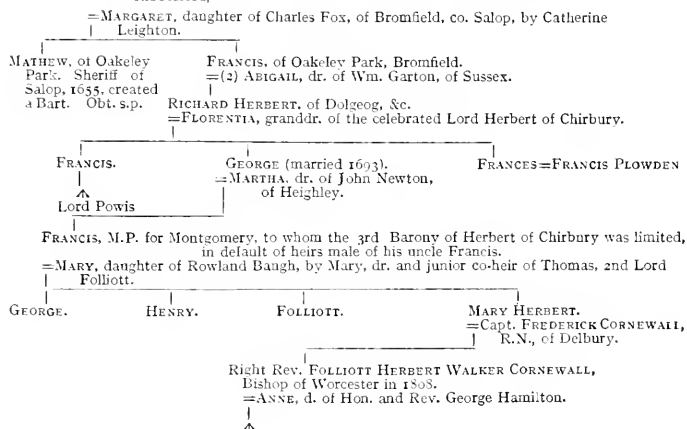 =MARGARET, daughter of Charles Fox, of Bromfield, co. Salop, by Catherine
Leighton.
MATHEW, of Oakeley
Park. Sheriff of
Salop, 1655, created
a Bart. Obt. s.p.
FRANCIS, of Oakeley Park, Bromfield.
=(2) ABIGAIL, dr. of Wm. Garton, of Sussex.
RICHARD HERBERT, of Dolgeog, &c.
=FLORENTIA, granddr. of the celebrated Lord Herbert of Chirbury.
FRANCIS.
GEORGE (married 1693).
=MARTHA, dr. of John Newton,
of Heighley.
FRANCES=FRANCIS PLOWDEN
Lord Powis
FRANCIS, M.P. for Montgomery, to whom the 3rd Barony of Herbert of Chirbury was limited,
in default of heirs male of his uncle Francis.
=MARY, daughter of Rowland Baugh, by Mary, dr. and junior co-heir of Thomas, 2nd Lord
Folliott.
GEORGE.
HENRY.
FOLLIOTT.
MARY HERBERT.
=Capt. FREDERICK CORNEWALL,
R.N., of Delbury.
Right Rev. FOLLIOTT HERBERT WALKER CORNEWALL,
Bishop of Worcester in 1808.
=ANNE, d. of Hon. and Rev. George Hamilton.